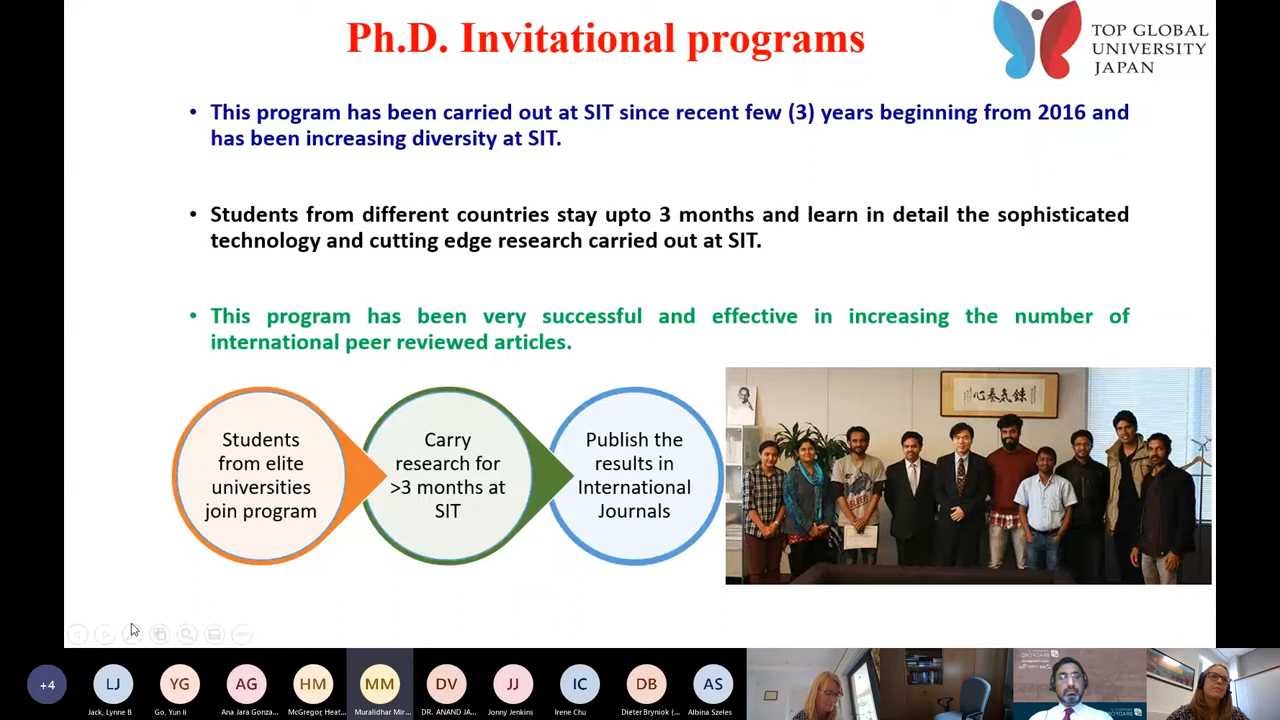 Ph.D. Invitational programs
TOP GLOBAL
UNIVERSITY
JAPAN
• This program has been carried out at SIT since recent few (3) years beginning from 2016 and
has been increasing diversity at SIT.
• Students from different countries stay upto 3 months and learn in detail the sophisticated
technology and cutting edge research carried out at SIT.
• This program has been very successful and effective in increasing the number of
international peer reviewed articles.
Students
from elite
universities
join program
Carry
research for
>3 months at
SIT
Publish the
results in
International
Journals
+4
LJ
YG
AG
HM
MM
DV
JJ
IC
DB
AS
Jack, Lynne B
Go, Yun Ii
Ana Jara Gonza...
McGregor, Heat...
Muralidhar Mir...
DR. ANAND JA...
Jonny Jenkins
Irene Chu
Dieter Bryniok (...
Albina Szeles